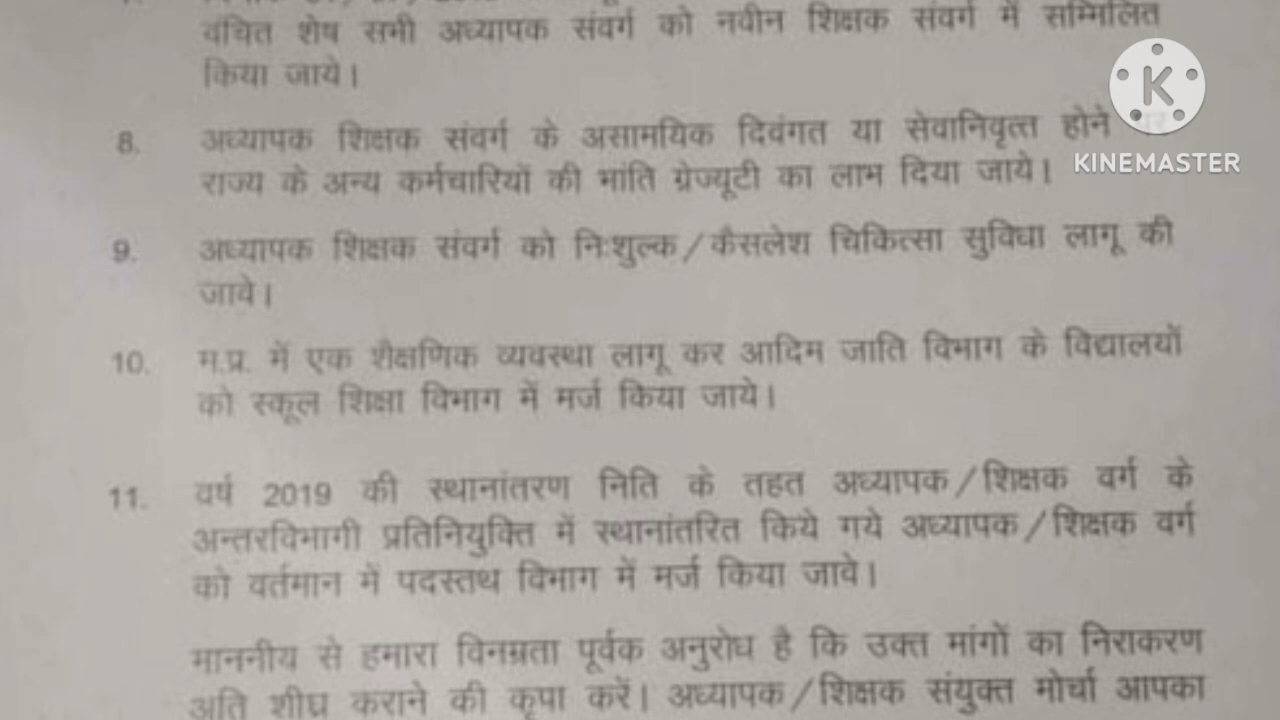 वंचित शेष सभी अध्यापक संवर्ग को नवीन शिक्षक संवर्ग में सम्मिलित
किया जाये।
8. अध्यापक शिक्षक संवर्ग के असामयिक दिवंगत या सेवानिवृत्त होने
राज्य के अन्य कर्मचारियों की भांति ग्रेज्यूटी का लाभ दिया जाये।
9. अध्यापक शिक्षक संवर्ग को निःशुल्क/कैसलेश चिकित्सा सुविधा लागू की
जावे।
10. म.प्र. में एक शैक्षणिक व्यवस्था लागू कर आदिम जाति विभाग के विद्यालयों
को स्कूल शिक्षा विभाग में मर्ज किया जाये।
11. वर्ष 2019 की स्थानांतरण निति के तहत अध्यापक/शिक्षक वर्ग के
अन्तरविभागी प्रतिनियुक्ति में स्थानांतरित किये गये अध्यापक/शिक्षक वर्ग
को वर्तमान में पदस्तथ विभाग में मर्ज किया जावे।
माननीय से हमारा विनम्रता पूर्वक अनुरोध है कि उक्त मांगों का निराकरण
अति शीघ्र कराने की कृपा करें। अध्यापक/शिक्षक संयुक्त मोर्चा आपका
K
KINEMASTER